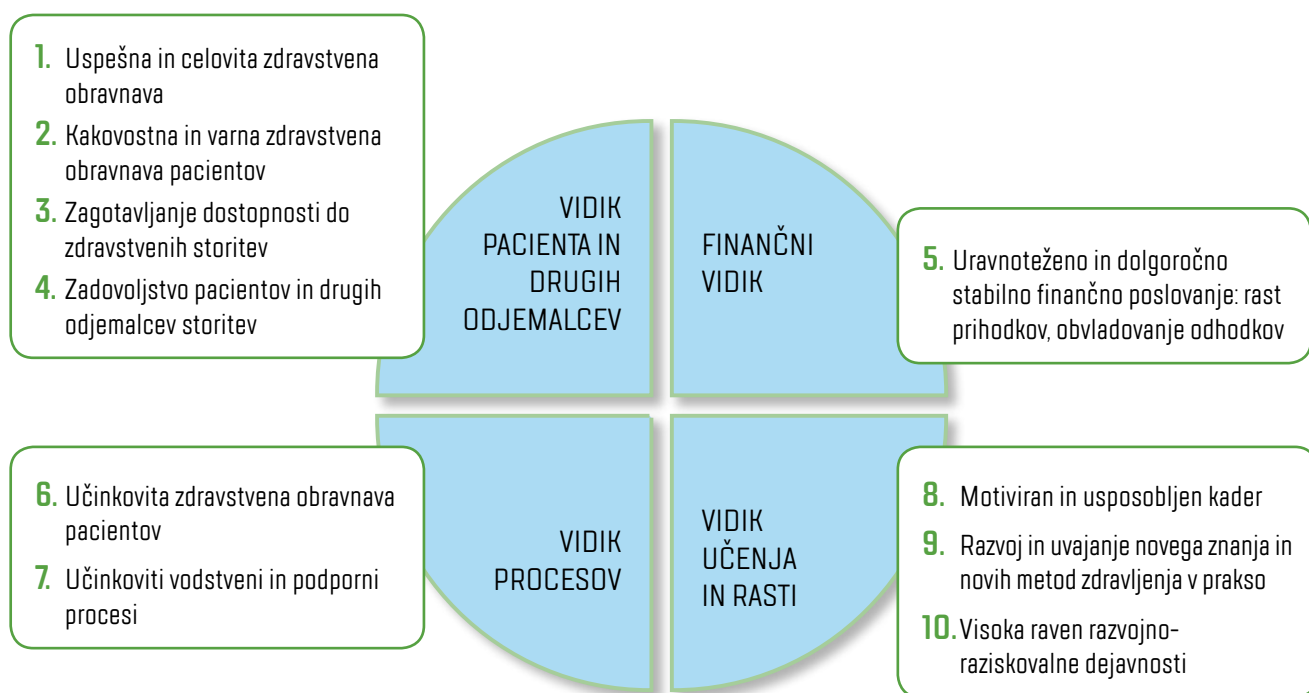 1. Uspešna in celovita zdravstvena
obravnava
2. Kakovostna in varna zdravstvena
obravnava pacientov
3. Zagotavljanje dostopnosti do
zdravstvenih storitev
4. Zadovoljstvo pacientov in drugih
odjemalcev storitev
VIDIK
PACIENTA IN
DRUGIH
ODJEMALCEV
FINANČNI
VIDIK
5. Uravnoteženo in dolgoročno
stabilno finančno poslovanje: rast
prihodkov, obvladovanje odhodkov
6. Učinkovita zdravstvena obravnava
pacientov
7. Učinkoviti vodstveni in podporni
procesi
VIDIK
PROCESOV
VIDIK
UČENJA
IN RASTI
8. Motiviran in usposobljen kader
9. Razvoj in uvajanje novega znanja in
novih metod zdravljenja v prakso
10. Visoka raven razvojno-
raziskovalne dejavnosti